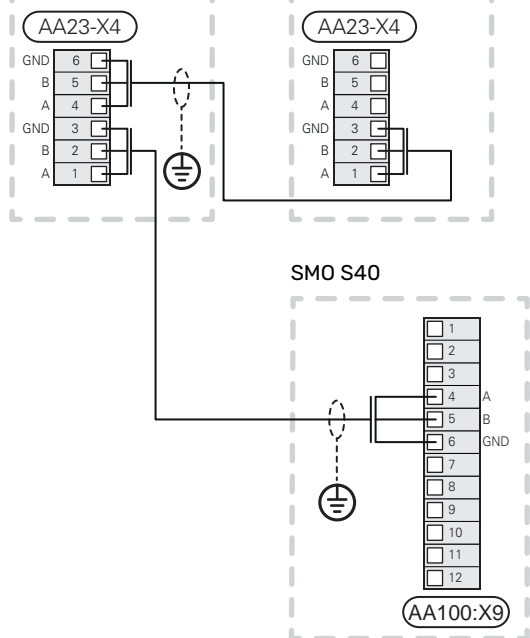 AA23-X4
GND 6
B 5
A 4
GND 3
B 2
A 1
AA23-X4
GND 6
B 5
A 4
GND 3
B 2
A 1
SMO S40
1
2
3
4 A
5 B
6 GND
7
8
9
10
11
12
AA100:X9